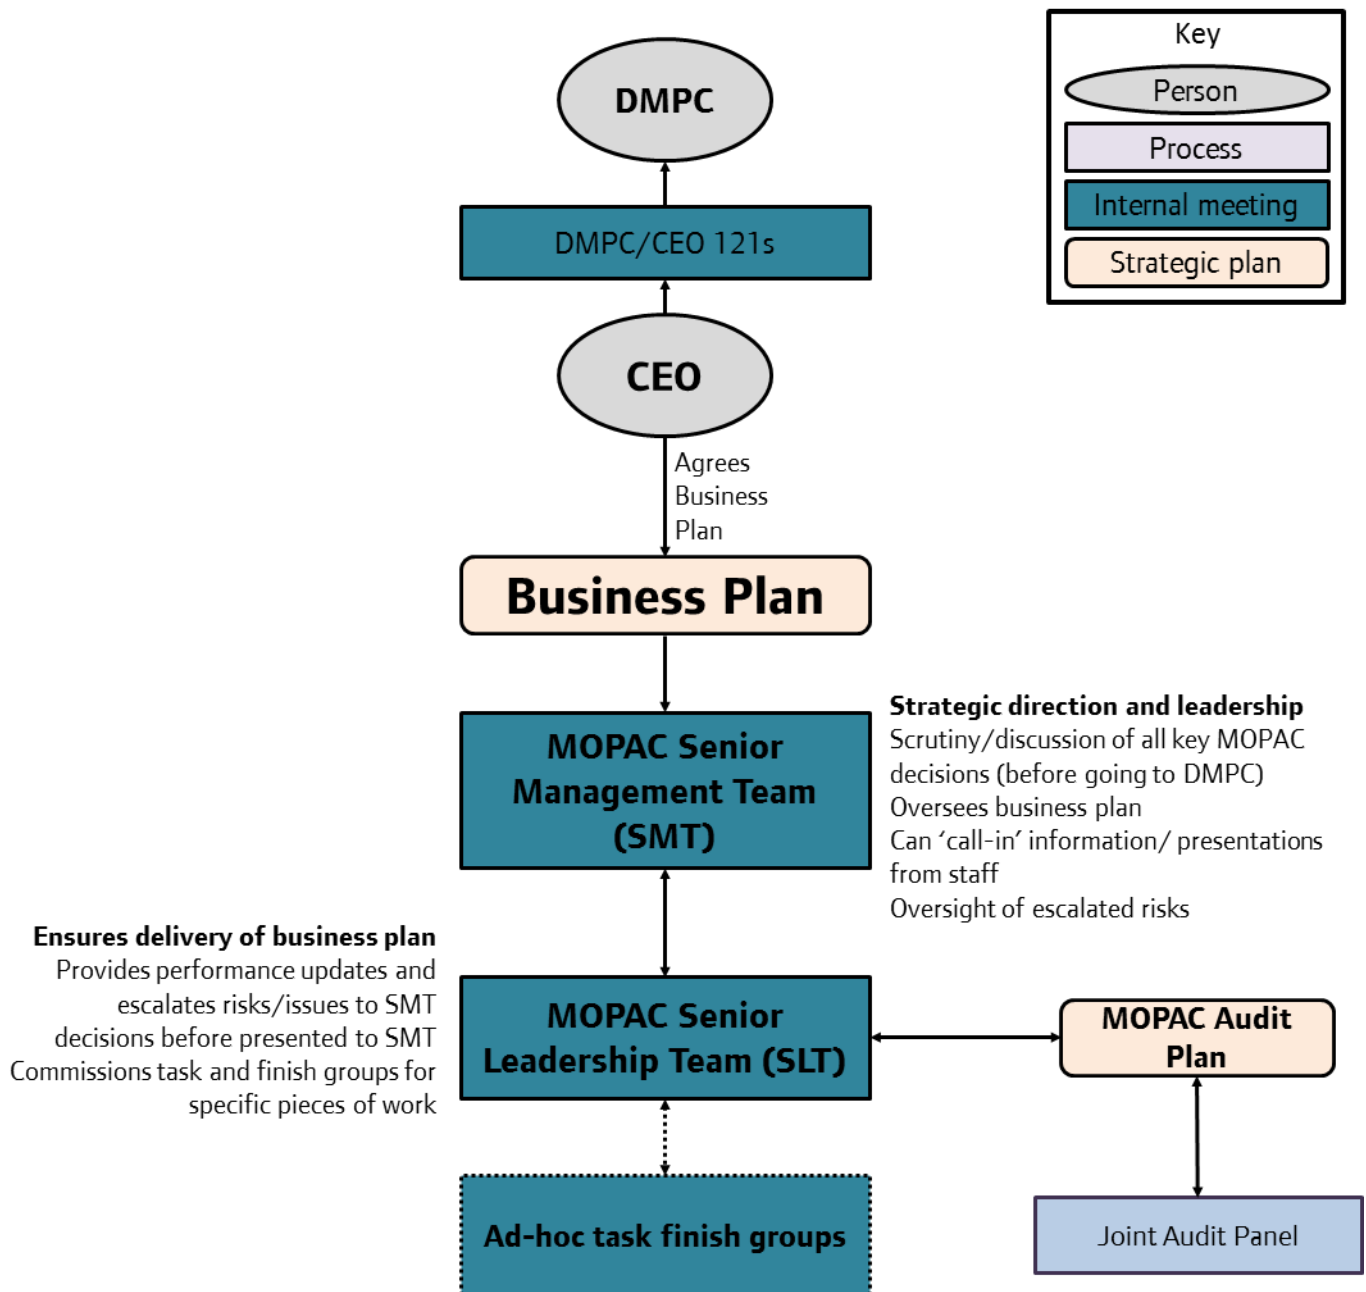 DMPC
Key
Person
Process
Internal meeting
Strategic plan
DMPC/CEO 121s
CEO
Agrees
Business
Plan
Business Plan
MOPAC Senior
Management Team
(SMT)
Strategic direction and leadership
Scrutiny/discussion of all key MOPAC
decisions (before going to DMPC)
Oversees business plan
Can ‘call-in’ information/ presentations
from staff
Oversight of escalated risks
Ensures delivery of business plan
Provides performance updates and
escalates risks/issues to SMT
decisions before presented to SMT
Commissions task and finish groups for
specific pieces of work
MOPAC Senior
Leadership Team (SLT)
MOPAC Audit
Plan
Ad-hoc task finish groups
Joint Audit Panel